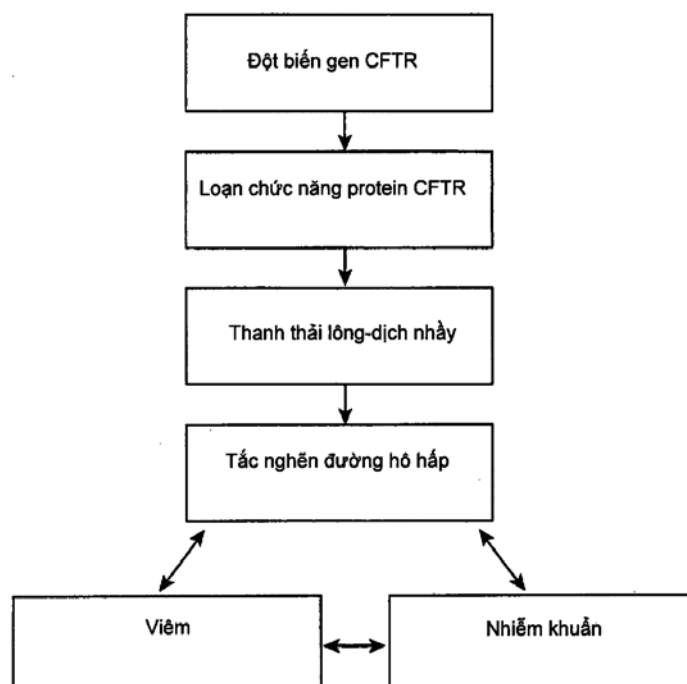 Đột biến gen CFTR
Loạn chức năng protein CFTR
Thanh thải lông-dịch nhầy
Tắc nghẽn đường hô hấp
Viêm
Nhiễm khuẩn